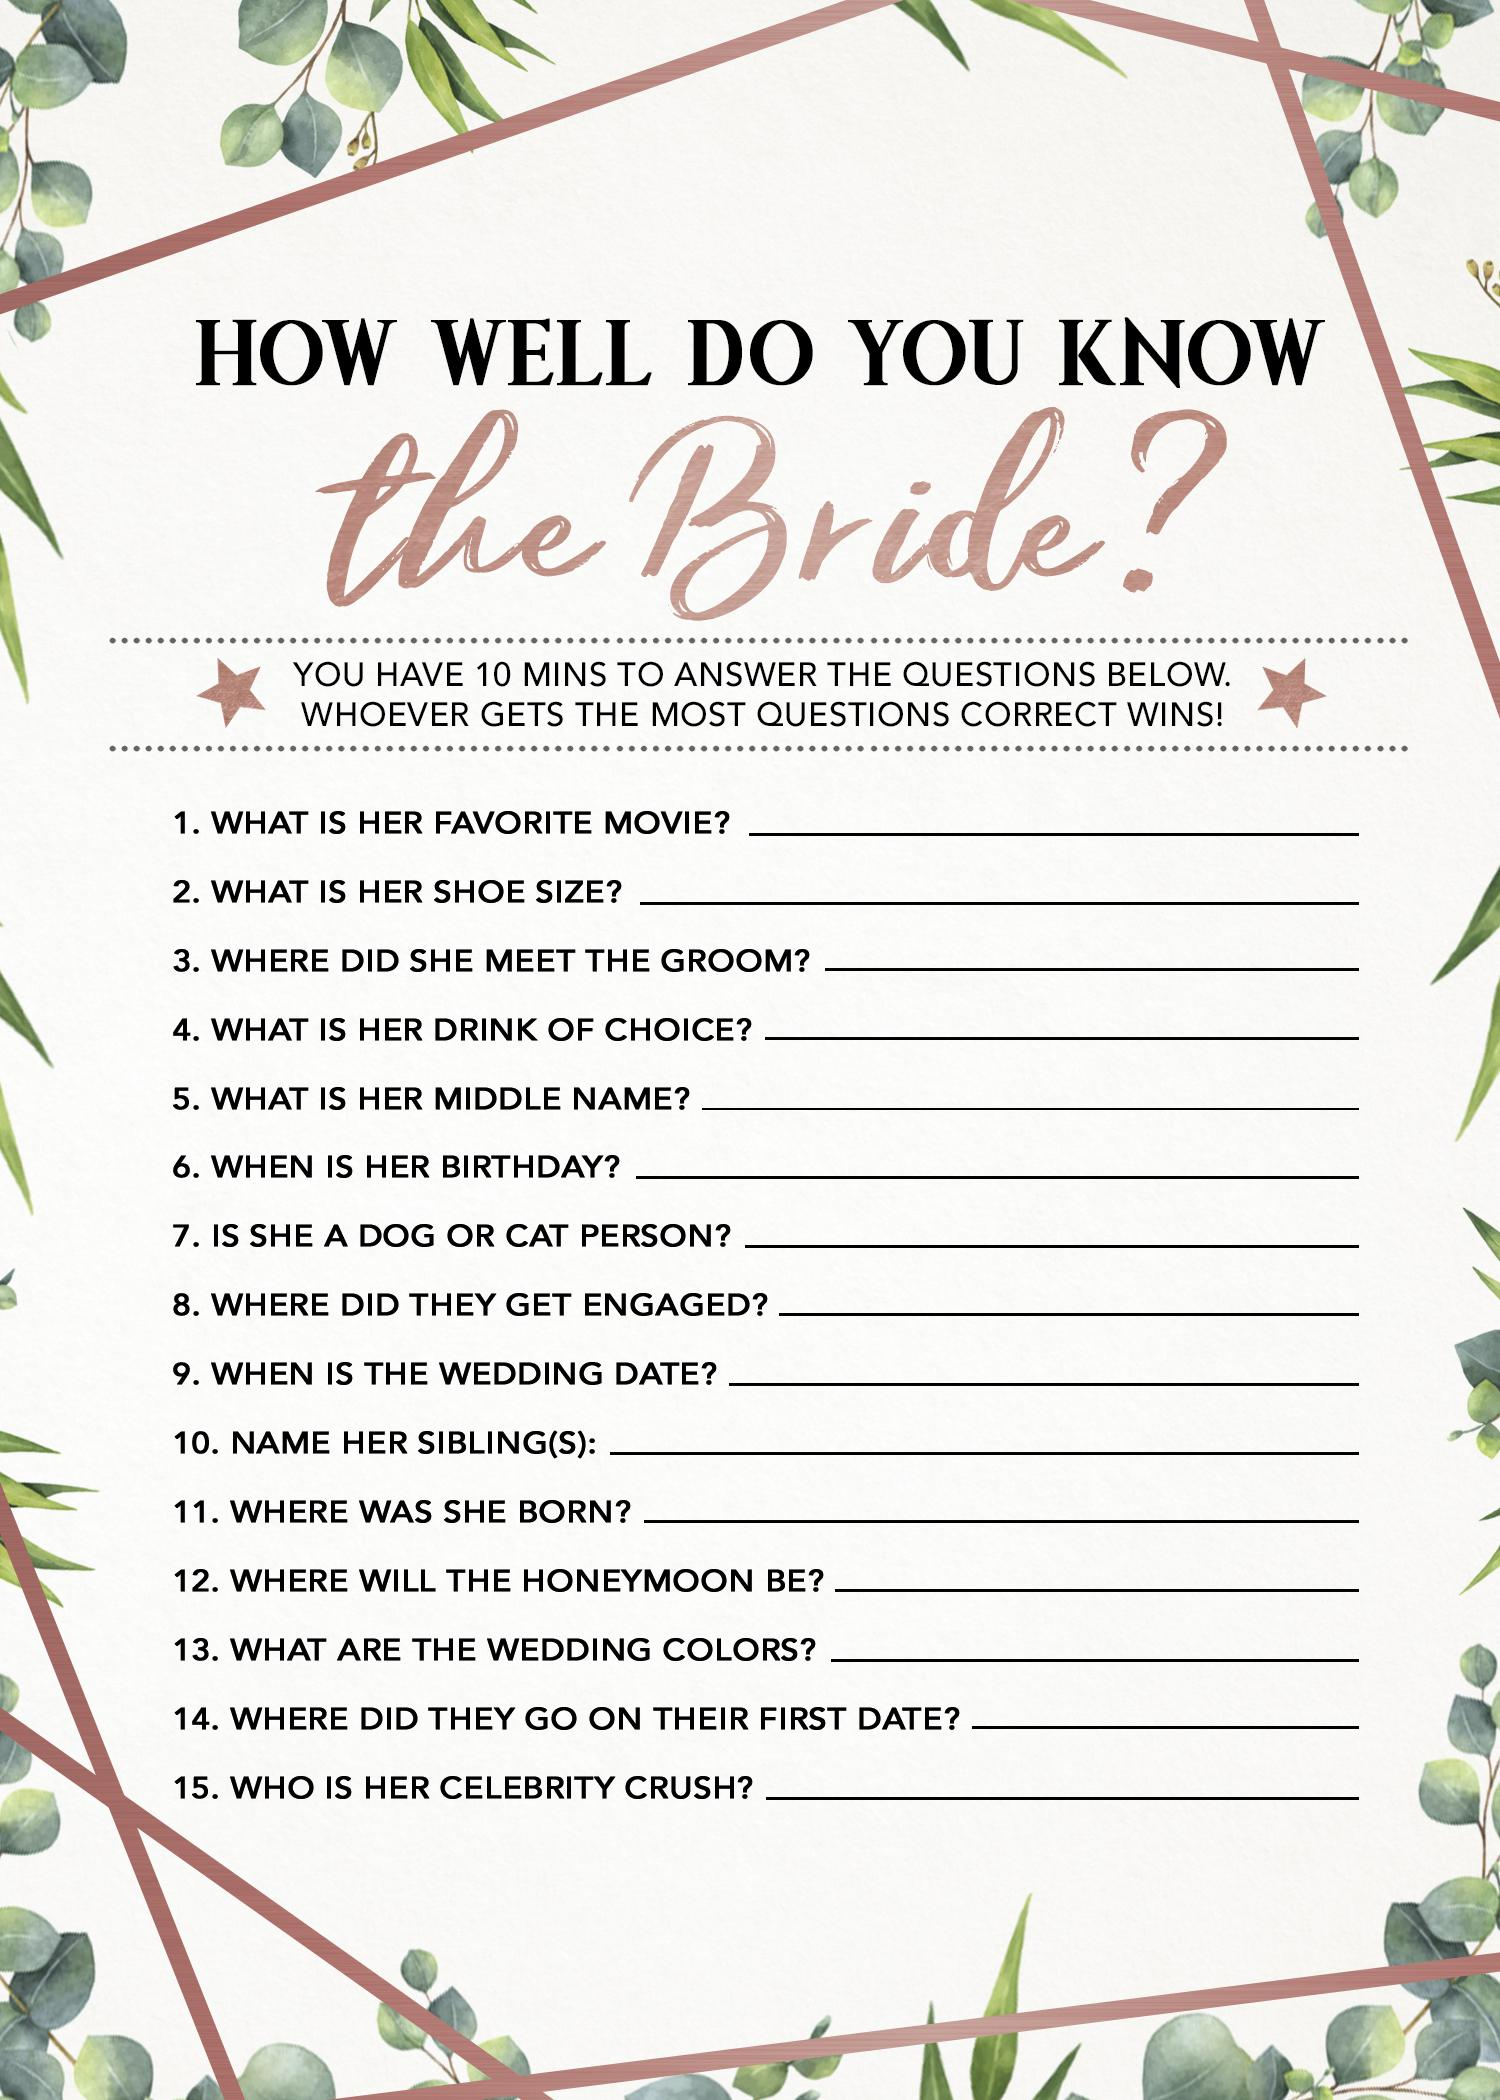 HOW WELL DO YOU KNOW
the Bride?
YOU HAVE 10 MINS TO ANSWER THE QUESTIONS BELOW.
WHOEVER GETS THE MOST QUESTIONS CORRECT WINS!
1. WHAT IS HER FAVORITE MOVIE?
2. WHAT IS HER SHOE SIZE?
3. WHERE DID SHE MEET THE GROOM?
4. WHAT IS HER DRINK OF CHOICE?
5. WHAT IS HER MIDDLE NAME?
6. WHEN IS HER BIRTHDAY?
7. IS SHE A DOG OR CAT PERSON?
8. WHERE DID THEY GET ENGAGED?
9. WHEN IS THE WEDDING DATE?
10. NAME HER SIBLING(S):
11. WHERE WAS SHE BORN?
12. WHERE WILL THE HONEYMOON BE?
13. WHAT ARE THE WEDDING COLORS?
14. WHERE DID THEY GO ON THEIR FIRST DATE?
15. WHO IS HER CELEBRITY CRUSH?